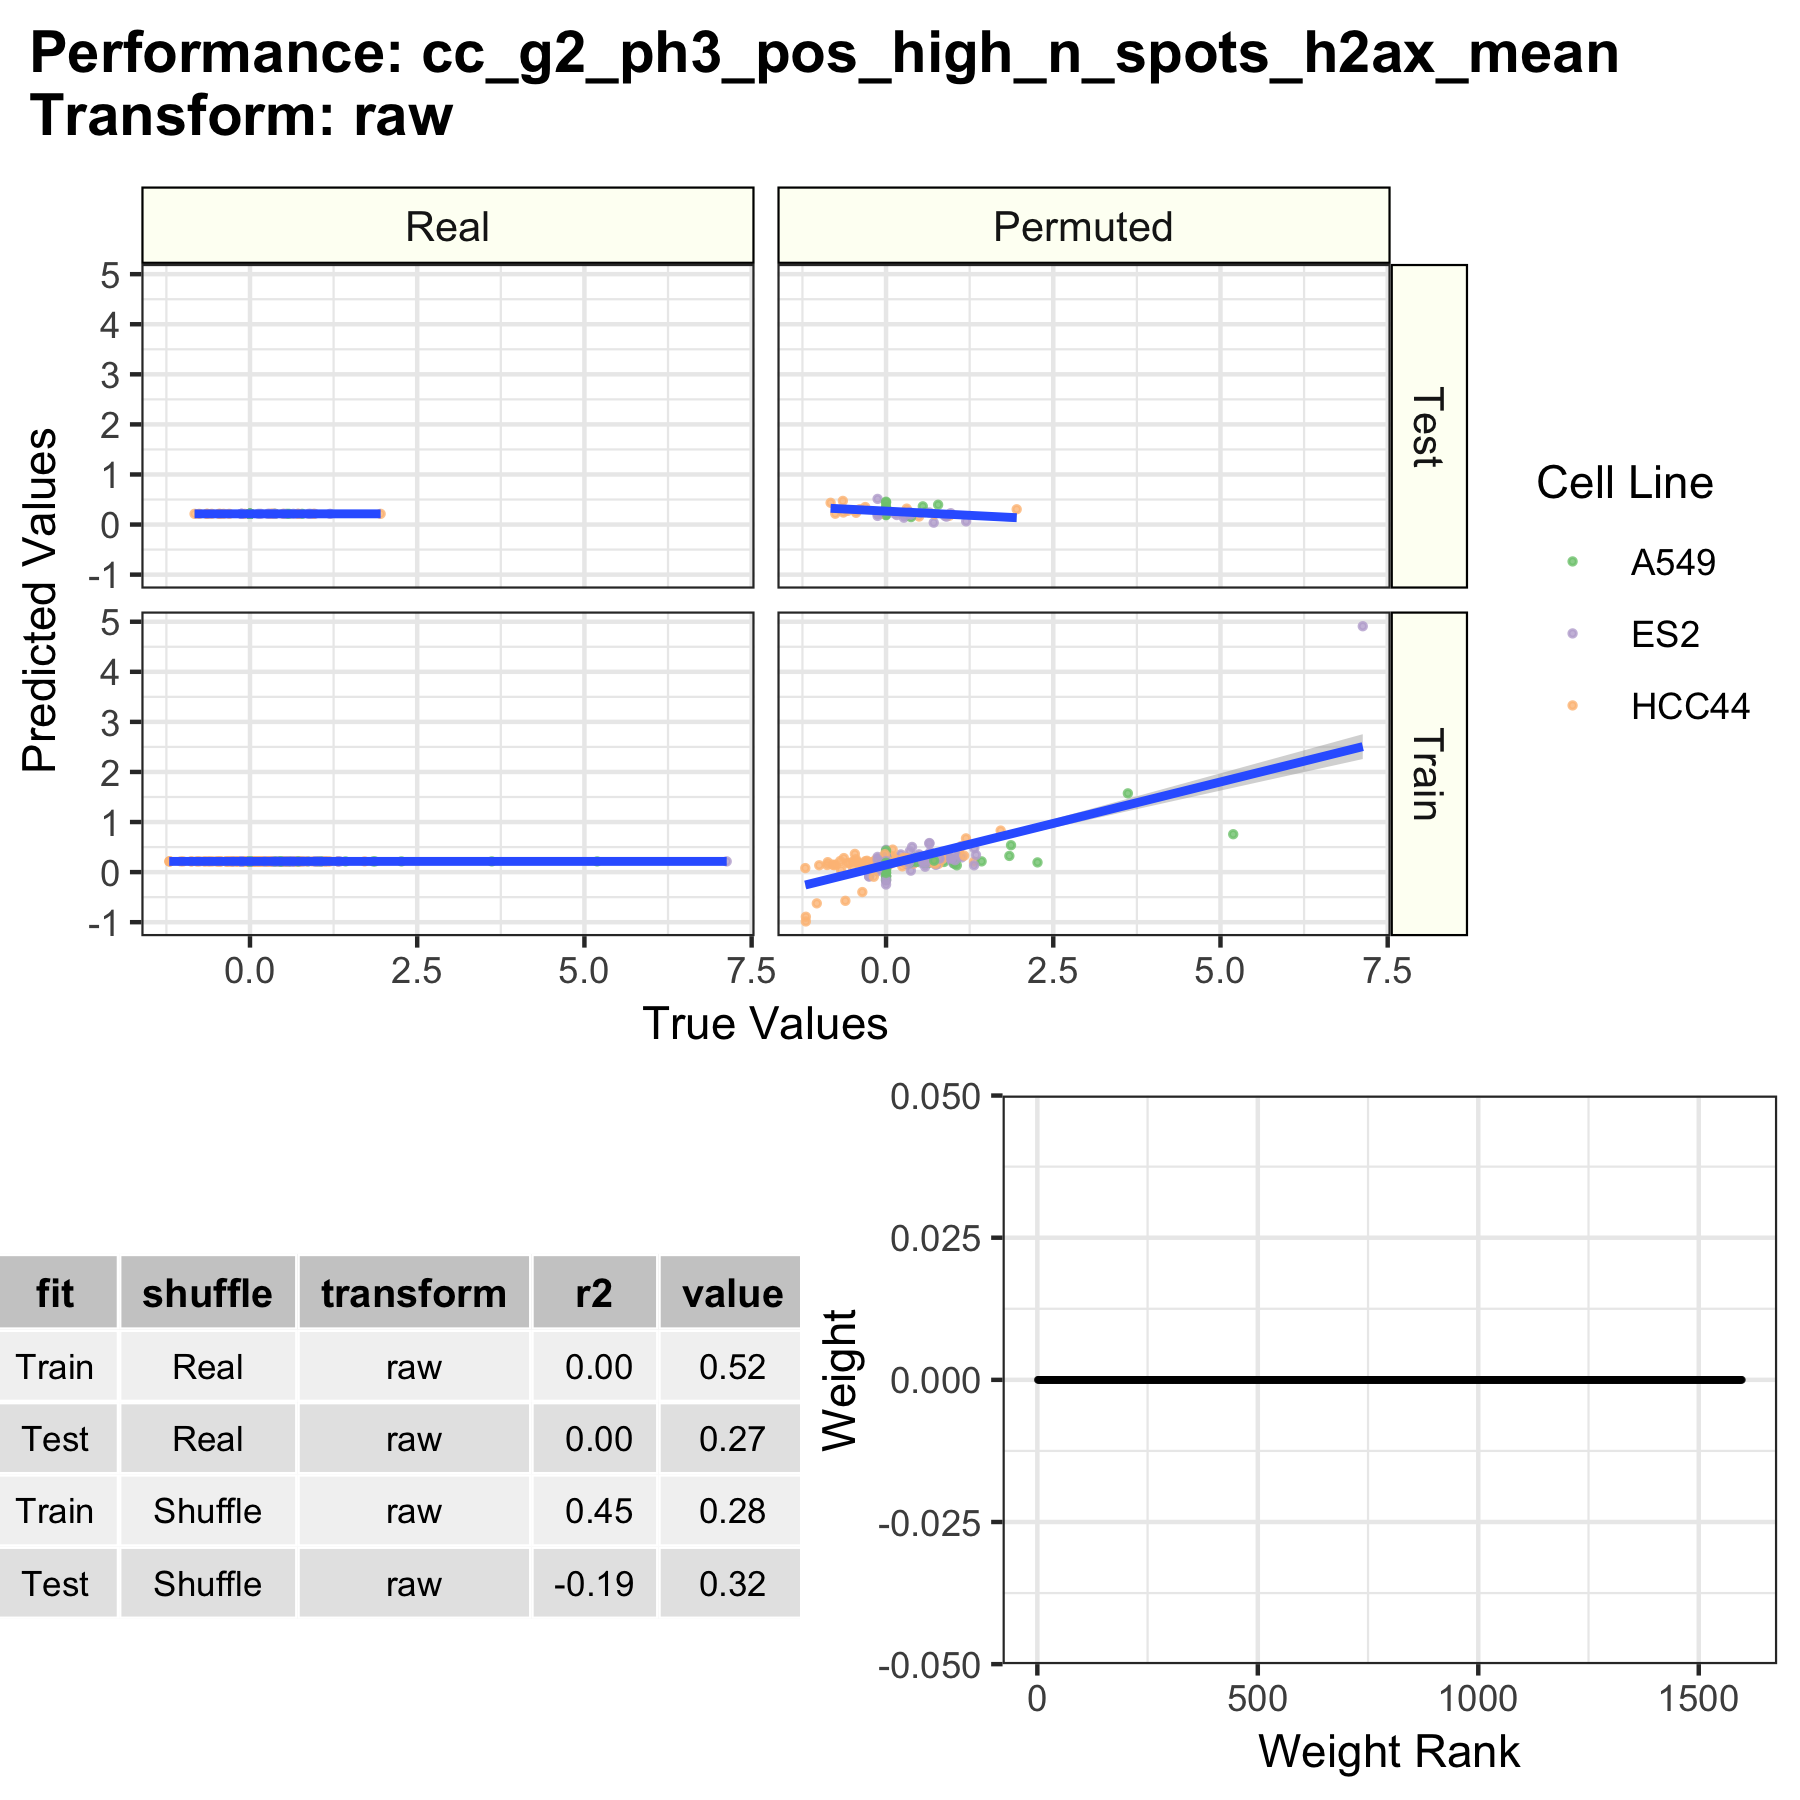 Performance: cc_g2_ph3_pos_high_n_spots_h2ax_mean
Transform: raw
Real Permuted
5
4
3
2
1
0
-1
Test
5
4
3
2
1
0
-1
Train
Predicted Values
0.0 2.5 5.0 7.5 0.0 2.5 5.0 7.5
True Values
Cell Line
A549
ES2
HCC44
fit shuffle transform r2 value
Train Real raw 0.00 0.52
Test Real raw 0.00 0.27
Train Shuffle raw 0.45 0.28
Test Shuffle raw -0.19 0.32
Weight
0.050
0.025
0.000
-0.025
-0.050
0 500 1000 1500
Weight Rank